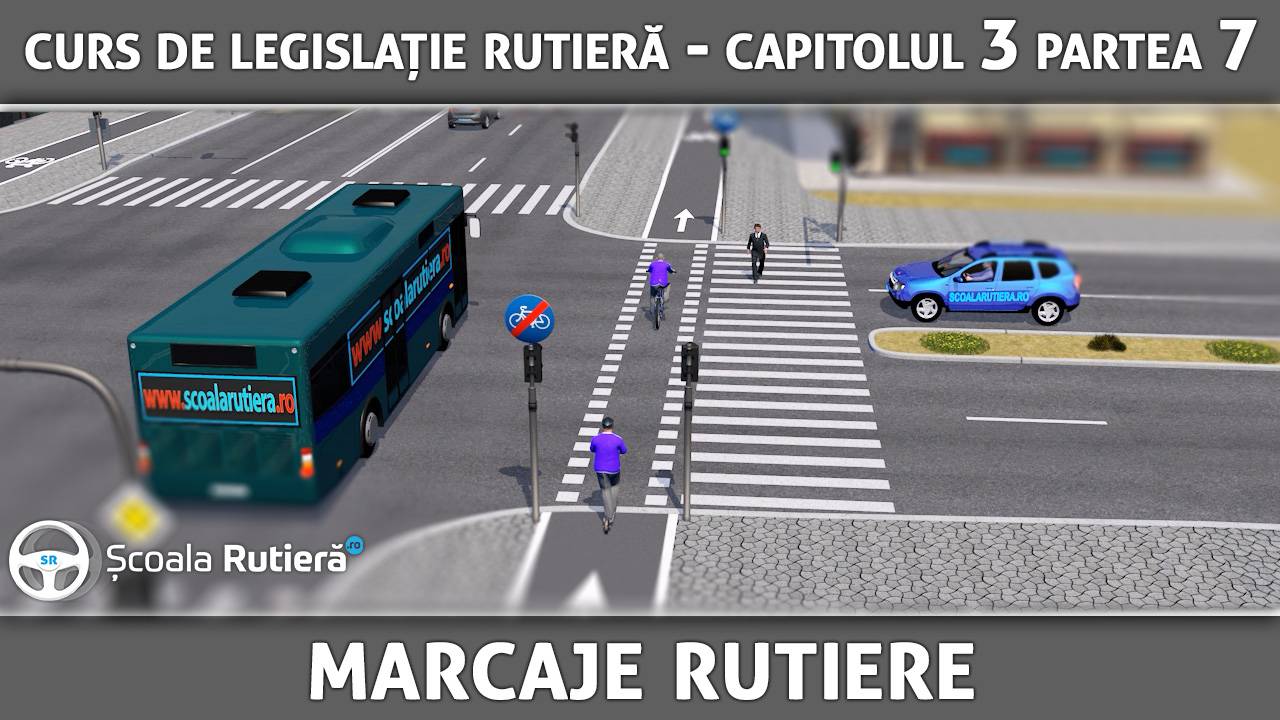 CURS DE LEGISLAȚIE RUTIERĂ - CAPITOLUL 3 PARTEA 7
www.scoalarutiera.ro
www.scoalarutiera.ro
SCOALARUTIERA.RO
SR
Școala Rutieră.ro
MARCAJE RUTIERE